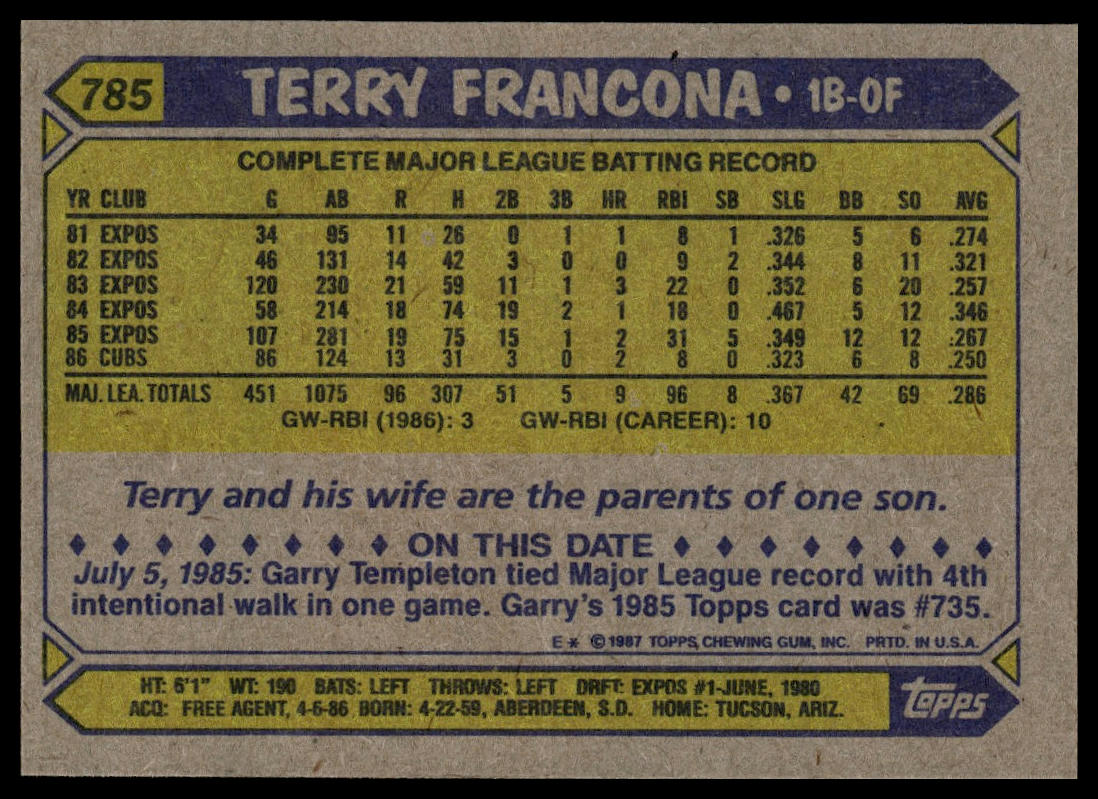 785 TERRY FRANCONA • 1B-OF
COMPLETE MAJOR LEAGUE BATTING RECORD
YR CLUB G AB R H 2B 3B HR RBI SB SLG BB SO AVG
81 EXPOS 34 95 11 26 0 1 1 8 1 .326 5 6 .274
82 EXPOS 46 131 14 42 3 0 0 9 2 .344 8 11 .321
83 EXPOS 120 230 21 59 11 1 3 22 0 .352 6 20 .257
84 EXPOS 58 214 18 74 19 2 1 18 0 .467 5 12 .346
85 EXPOS 107 281 19 75 15 1 2 31 5 .349 12 12 .267
86 CUBS 86 124 13 31 3 0 2 8 0 .323 6 8 .250
MAJ. LEA. TOTALS 451 1075 96 307 51 5 9 96 8 .367 42 69 .286
GW-RBI (1986): 3 GW-RBI (CAREER): 10
Terry and his wife are the parents of one son.
ON THIS DATE
July 5, 1985: Garry Templeton tied Major League record with 4th
intentional walk in one game. Garry's 1985 Topps card was #735.
E* © 1987 TOPPS CHEWING GUM, INC. PRTD. IN U.S.A.
HT: 6'1" WT: 190 BATS: LEFT THROWS: LEFT DRFT: EXPOS #1-JUNE, 1980
ACQ: FREE AGENT, 4-6-86 BORN: 4-22-59, ABERDEEN, S.D. HOME: TUCSON, ARIZ.
topps